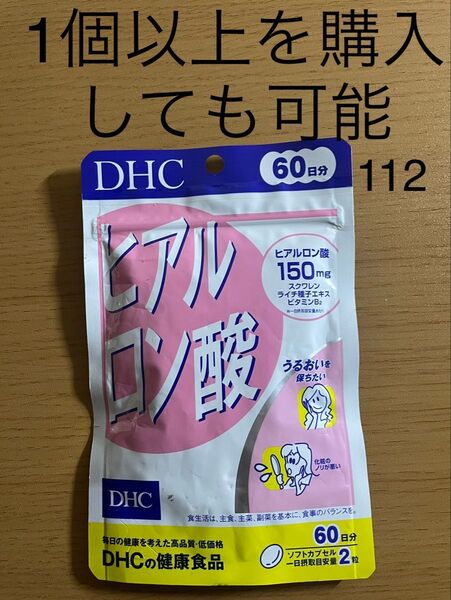 1個以上を購入
しても可能
112
DHC
60日分
ヒアルロン酸
150mg
スクワレン
ライチ種子エキス
ビタミンB₂
ヒアル
ロン酸
うるおいを
保ちたい
化粧の
ノリが悪い
DHC
食生活は、主食、主菜、副菜を基本に、食事のバランスを。
毎日の健康を考えた高品質・低価格
DHCの健康食品
60日分
ソフトカプセル
一日摂取目安量2粒